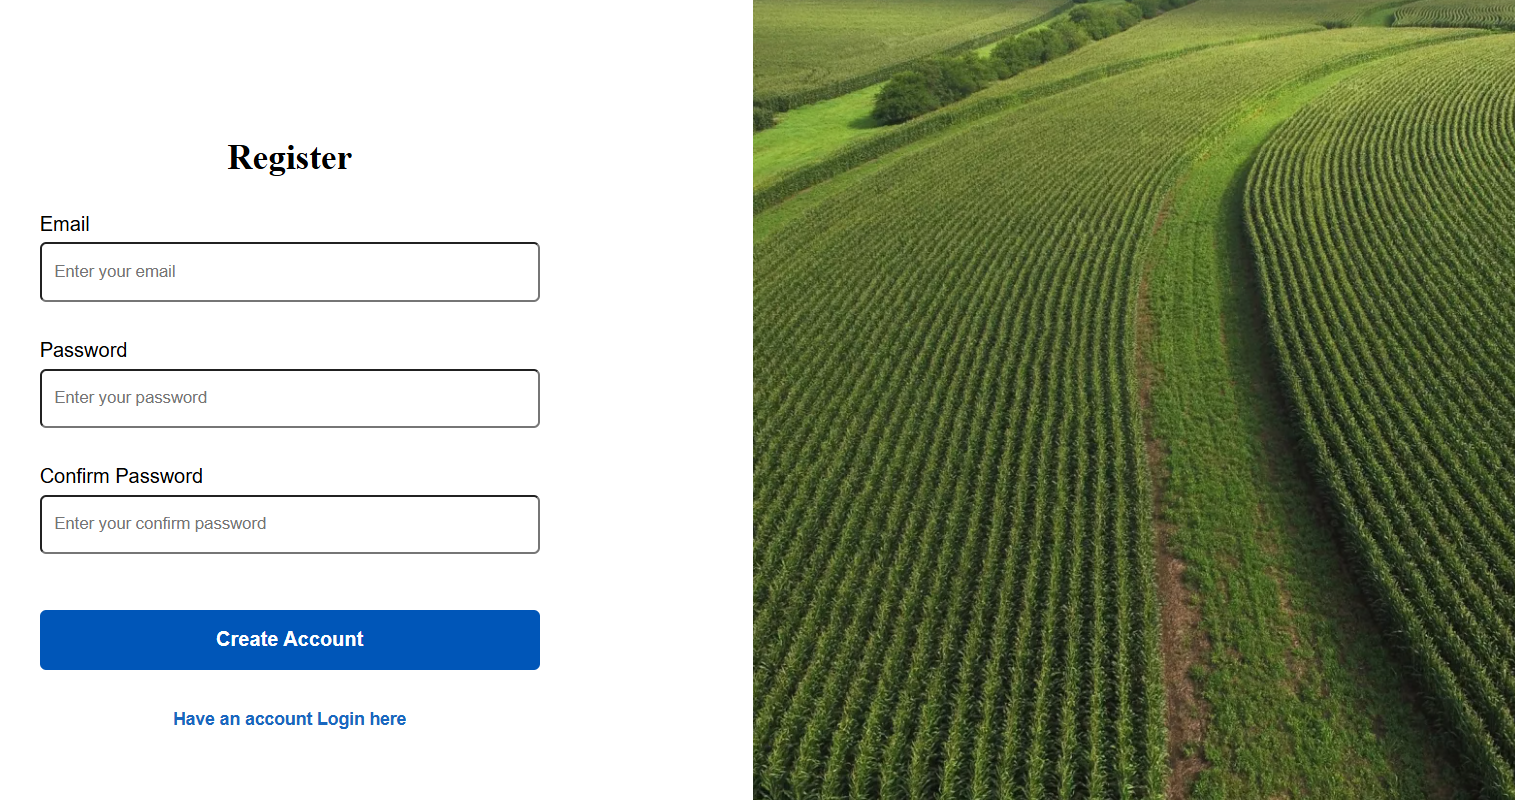 Register
Email
Enter your email
Password
Enter your password
Confirm Password
Enter your confirm password
Create Account
Have an account Login here